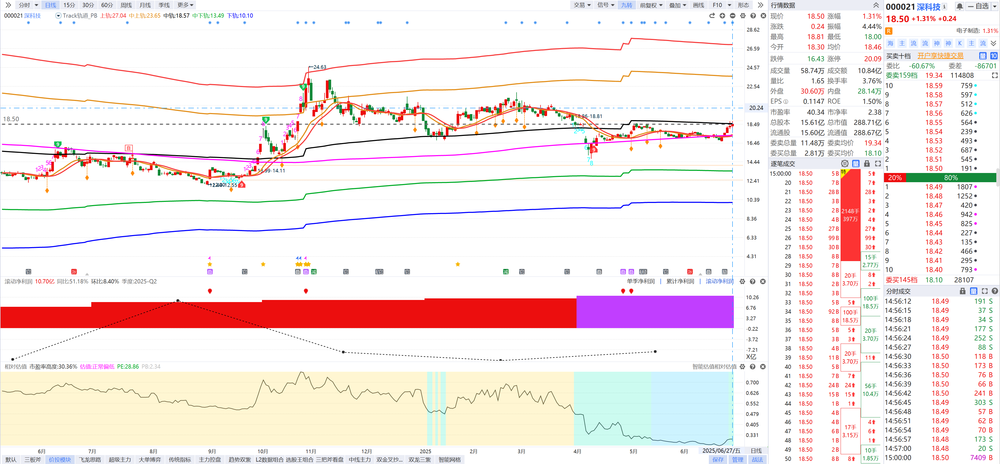 分时 日线 15分 30分 60分 周线 月线 季线 更多 交易 信号 九转 前复权 叠加 画线 F10 形态
000021 深科技 Track轨道_PB 上轨:27.04 中上轨:23.65 中轨:18.57 中下轨:13.49 下轨:10.10
28.62
26.59
24.57
22.54
20.24
18.49
16.46
14.44
12.41
10.39
8.36
6.33
4.31
←24.63
18.50
18.86-18.81
13.99-14.11
自
滚动净利润 10.70亿 同比:51.18% 环比:8.40% 季度:2025-Q2 单季净利润 | 累计净利润 | 滚动净利润
10.26
6.76
3.27
-0.22
-3.72
-7.21
X亿
相对估值 市盈率高度:30.36% 估值:正常偏低 PE:28.86 PB:2.34 智能估值相对估值
0.700
0.626
0.552
0.479
0.405
0.331
6月 7月 8月 9月 10月 11月 12月 2025 2月 3月 4月 5月 6月 2025/06/27/五 日线
默认 三板斧 价投模块 飞龙思路 超级主力 大单博弈 传统指标 主力控盘 趋势双紫 L2数据组合 选股王组合 三把斧看盘 中线主力 双金叉抄... 双龙三紫 智能网格 保存 管理 战法
行情数据
现价 18.50 涨幅 1.31%
涨跌 0.24 振幅 4.44%
最高 18.81 最低 18.00
今开 18.30 均价 18.46
跌停 16.43 涨停 20.09
成交量 58.74万 成交额 10.84亿
量比 1.65 换手率 3.76%
外盘 30.60万 内盘 28.14万
EPS① 0.1147 ROE 1.50%
市盈率 40.34 市净率 2.38
总股本 15.61亿 总市值 288.71亿
流通股 15.60亿 流通值 288.67亿
委卖总量 11.48万 委卖均价 19.34
委买总量 2.81万 委买均价 18.10
逐笔成交 单 量
15:00:00 18.50 5B 5
20 18.50 7B 7
21 18.50 28B 28
22 18.50 3B 3
23 18.50 2B 2
24 18.50 4B 4
25 18.50 27B 27
26 18.50 99B 99
27 18.50 30B 30
28 18.50 8B
29 18.50 7B
30 18.50 8B 8
31 18.50 2B 2
32 18.50 3B
33 18.50 5B 5
34 18.50 92B
35 18.50 8B
36 18.50 5B 5
37 18.50 3B 3
38 18.50 4B
39 18.50 11B 11
40 18.50 5B
41 18.50 7B 7
42 18.50 24B 24
43 18.50 15B 15
44 18.50 1B 1
45 18.50 4B
46 18.50 4B 4
47 18.50 6B 6
48 18.50 1B 1
49 18.50 2B
50 18.50 8B 8
特
2148手
397万
20手
3.70万
100手
18.5万
20手
3.70万
17手
3.15万
15手
2.77万
100手
18.5万
20手
3.70万
56手
10.4万
10手
1.85万
000021 深科技 自选
18.50 +1.31% +0.24
R 电子制造: 1.31%
海 主 流 流 神 神 K 主 流
买卖十档 开户享快捷交易 量 10
委比 -60.67% 委差 -86701
委卖159档 19.34 114808
10 18.59 759
9 18.58 597
8 18.57 512
7 18.56 626
6 18.55 564
5 18.54 239
4 18.53 493
3 18.52 687
2 18.51 545
1 18.50 191
20% 80%
1 18.49 1807
2 18.48 1252
3 18.47 420
4 18.46 942
5 18.45 825
6 18.44 227
7 18.43 135
8 18.42 466
9 18.41 295
10 18.40 793
委买145档 18.10 28107
分时成交 量
14:56:12 18.49 191 S
14:56:15 18.49 37 S
14:56:18 18.49 34 S
14:56:21 18.49 177 S
14:56:24 18.49 252 S
14:56:27 18.49 88 S
14:56:30 18.50 118 B
14:56:33 18.50 173 B
14:56:36 18.50 76 B
14:56:39 18.50 66 B
14:56:42 18.50 241 B
14:56:45 18.49 303 S
14:56:48 18.49 57 B
14:56:51 18.49 62 B
14:56:54 18.49 70 B
14:56:57 18.48 173 S
14:57:00 18.48 20 S
15:00:00 18.50 7409 B